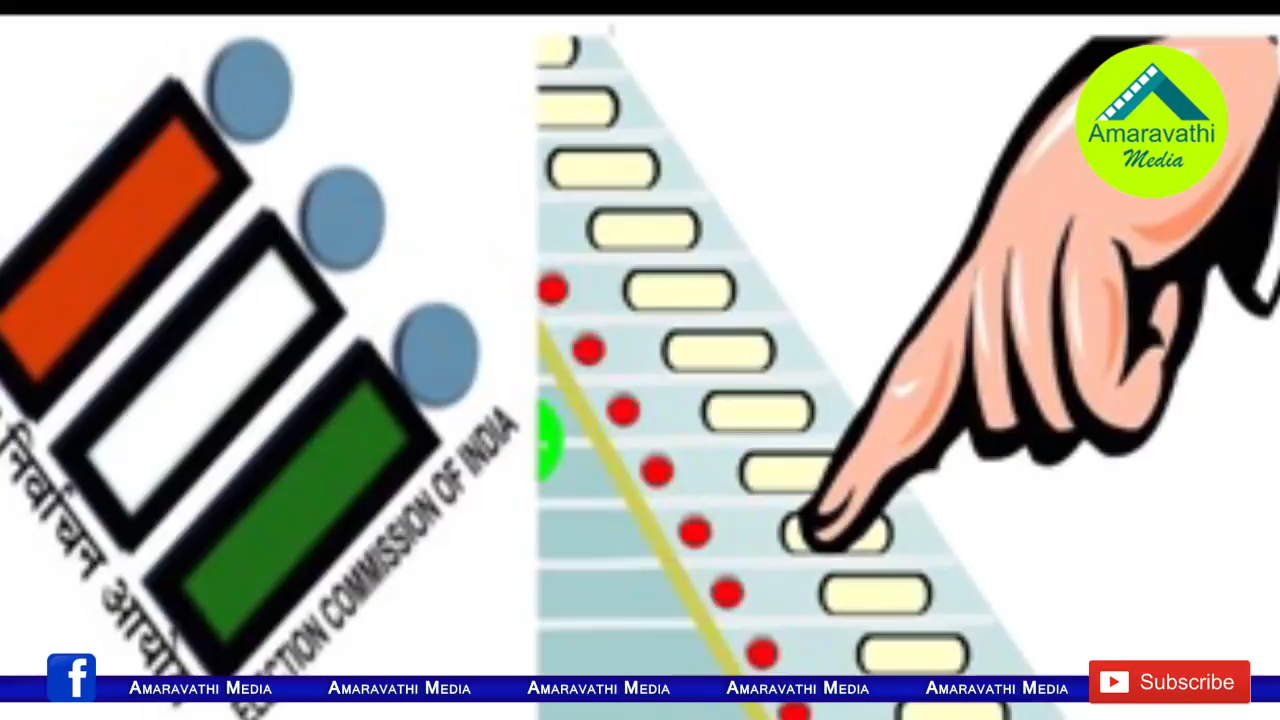 Amaravathi
Media
निर्वाचन आयोग
ELECTION COMMISSION OF INDIA
f
AMARAVATHI MEDIA AMARAVATHI MEDIA AMARAVATHI MEDIA AMARAVATHI MEDIA AMARAVATHI MEDIA
Subscribe